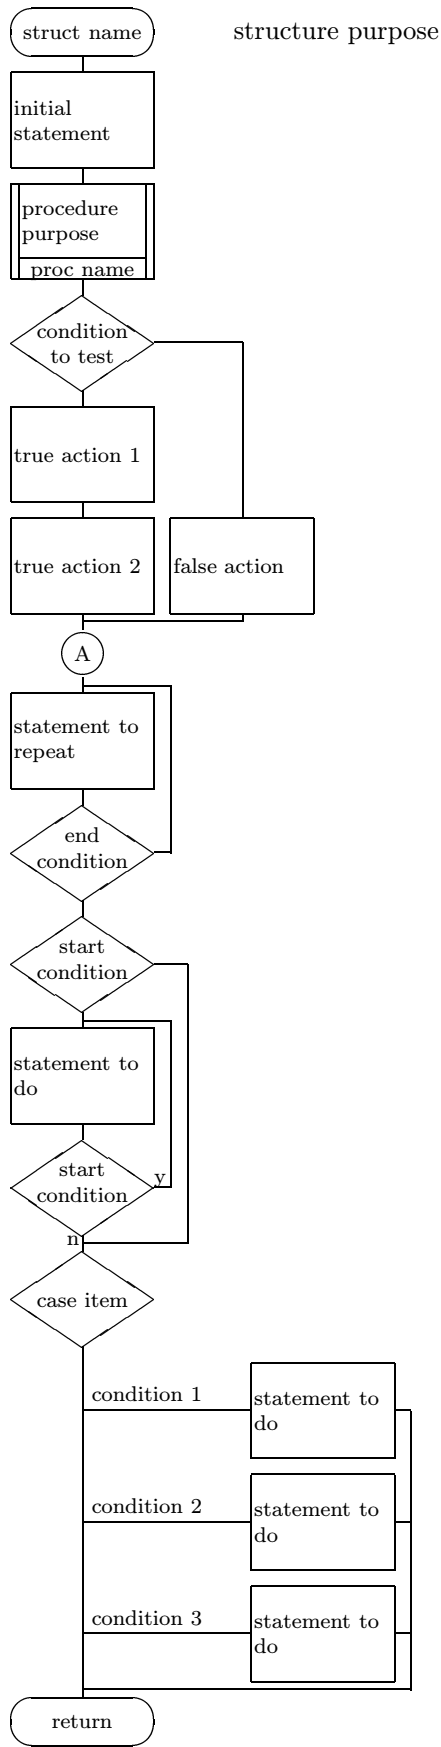 struct name
structure purpose
initial
statement
procedure
purpose
proc name
condition
to test
true action 1
true action 2
false action
A
statement to
repeat
end
condition
start
condition
statement to
do
start
condition
y
n
case item
condition 1
statement to
do
condition 2
statement to
do
condition 3
statement to
do
return